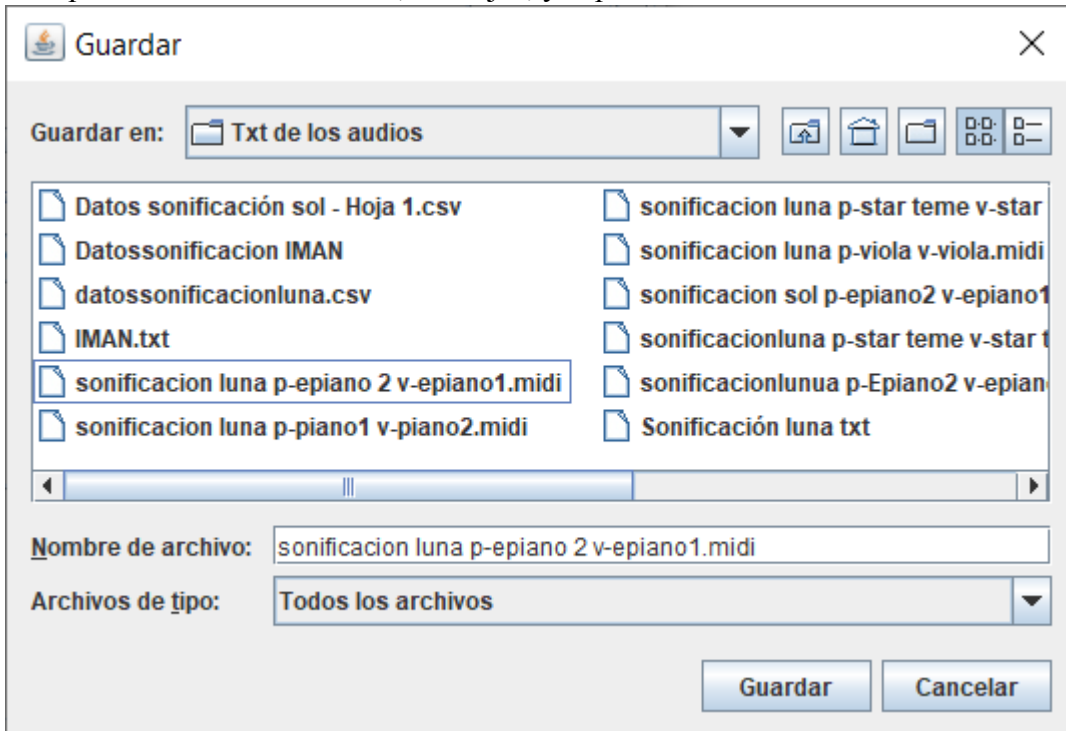 Guardar
Guardar en: Txt de los audios
Datos sonificación sol - Hoja 1.csv
Datossonificacion IMAN
datossonificacionluna.csv
IMAN.txt
sonificacion luna p-epiano 2 v-epiano1.midi
sonificacion luna p-piano1 v-piano2.midi
sonificacion luna p-star teme v-star
sonificacion luna p-viola v-viola.midi
sonificacion sol p-epiano2 v-epiano1
sonificacionluna p-star teme v-star t
sonificacionlunua p-Epiano2 v-epian
Sonificación luna txt
Nombre de archivo: sonificacion luna p-epiano 2 v-epiano1.midi
Archivos de tipo: Todos los archivos
Guardar Cancelar